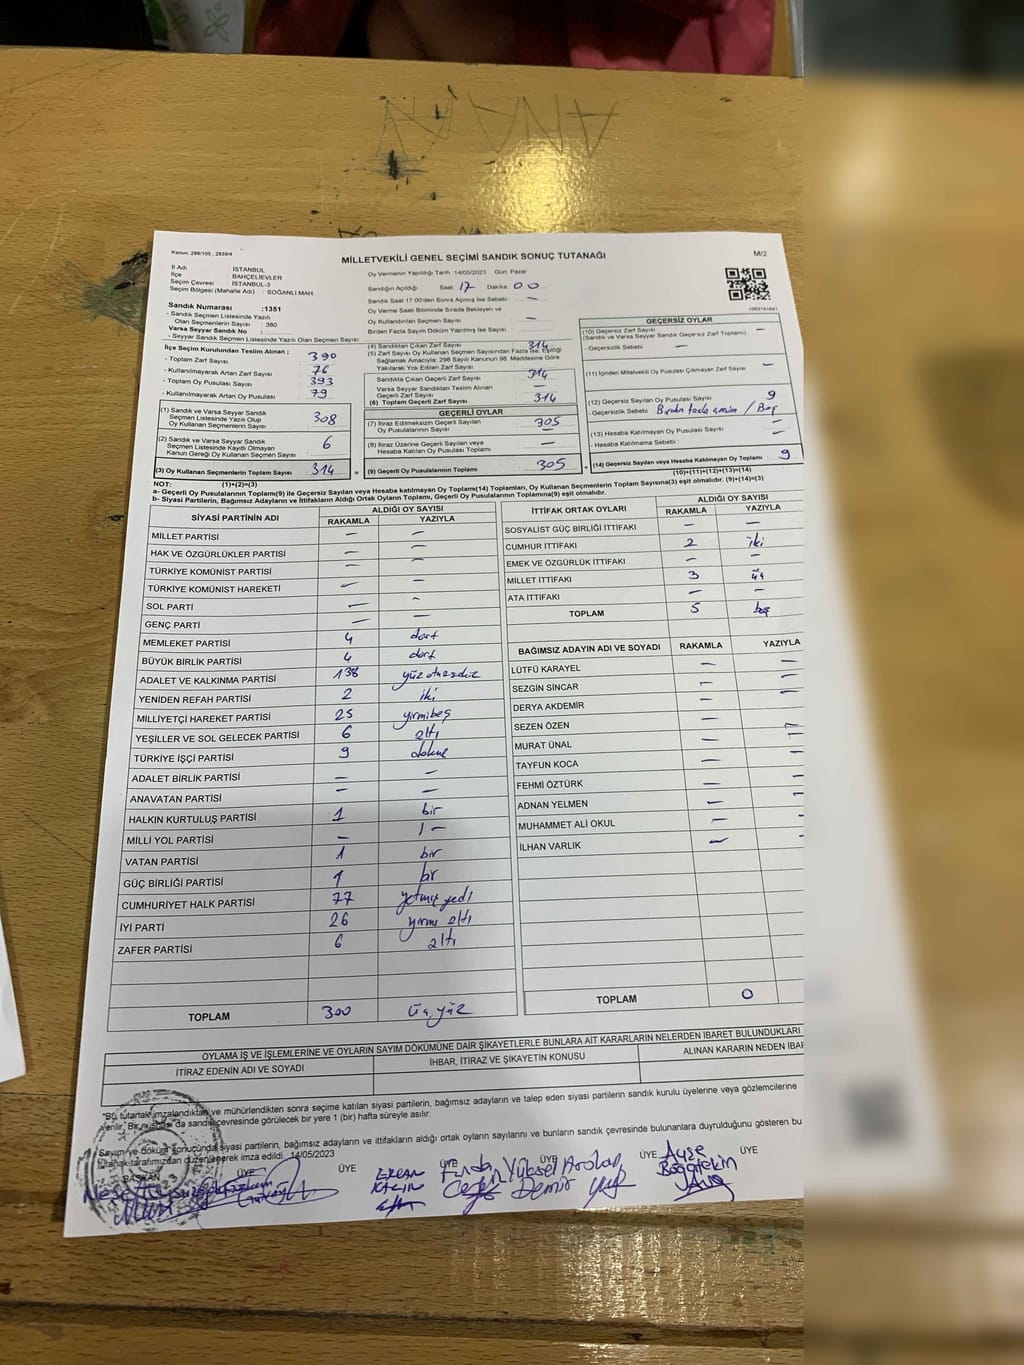 ANAYN
Kanun: 298/105 , 2839/4
MİLLETVEKİLİ GENEL SEÇİMİ SANDIK SONUÇ TUTANAĞI
M/2
İl Adı : İSTANBUL
İlçe : BAHÇELİEVLER
Seçim Çevresi : İSTANBUL-3
Seçim Bölgesi (Mahalle Adı) : SOĞANLI MAH.
Oy Vermenin Yapıldığı Tarih :14/05/2023 Gün: Pazar
Sandığın Açıldığı Saat 17 Dakika 00
Sandık Saat 17:00'den Sonra Açmış İse Sebebi : —
Oy Verme Saati Bitiminde Sırada Bekleyen ve
Oy Kullandırılan Seçmen Sayısı : —
Birden Fazla Sayım Döküm Yapılmış İse Sayısı :
Sandık Numarası :1351
- Sandık Seçmen Listesinde Yazılı
Olan Seçmenlerin Sayısı : 380
Varsa Seyyar Sandık No :
- Seyyar Sandık Seçmen Listesinde Yazılı Olan Seçmen Sayısı:
İlçe Seçim Kurulundan Teslim Alınan :
- Toplam Zarf Sayısı : 390
- Kullanılmayarak Artan Zarf Sayısı : 76
- Toplam Oy Pusulası Sayısı : 393
- Kullanılmayarak Artan Oy Pusulası : 79
(1) Sandık ve Varsa Seyyar Sandık
Seçmen Listesinde Yazılı Olup
Oy Kullanan Seçmenlerin Sayısı : 308
(2) Sandık ve Varsa Seyyar Sandık
Seçmen Listesinde Kayıtlı Olmayan
Kanun Gereği Oy Kullanan Seçmen Sayısı : 6
(3) Oy Kullanan Seçmenlerin Toplam Sayısı : 314
(1)+(2)=(3)
(4) Sandıktan Çıkan Zarf Sayısı : 314
(5) Zarf Sayısı Oy Kullanan Seçmen Sayısından Fazla İse, Eşitliği
Sağlamak Amacıyla; 298 Sayılı Kanunun 98. Maddesine Göre
Yakılarak Yok Edilen Zarf Sayısı :
Sandıkta Çıkan Geçerli Zarf Sayısı : 314
Varsa Seyyar Sandıktan Teslim Alınan
Geçerli Zarf Sayısı : —
(6) Toplam Geçerli Zarf Sayısı : 314
GEÇERLİ OYLAR
(7) İtiraz Edilmeksizin Geçerli Sayılan
Oy Pusulalarının Sayısı : 305
(8) İtiraz Üzerine Geçerli Sayılan veya
Hesaba Katılan Oy Pusulası Toplamı : —
= (9) Geçerli Oy Pusulalarının Toplamı : 305
GEÇERSİZ OYLAR
(10) Geçersiz Zarf Sayısı : —
(Sandık ve Varsa Seyyar Sandık Geçersiz Zarf Toplamı)
- Geçersizlik Sebebi : —
(11) İçinden Milletvekili Oy Pusulası Çıkmayan Zarf Sayısı : —
(12) Geçersiz Sayılan Oy Pusulası Sayısı : 9
- Geçersizlik Sebebi : Birden fazla / Boş
(13) Hesaba Katılmayan Oy Pusulası Sayısı : —
- Hesaba Katılmama Sebebi : —
+ (14) Geçersiz Sayılan veya Hesaba Katılmayan Oy Toplamı : 9
(10)+(11)+(12)+(13)=(14)
NOT:
a- Geçerli Oy Pusulalarının Toplamı(9) ile Geçersiz Sayılan veya Hesaba Katılmayan Oy Toplamı(14) Toplamları, Oy Kullanan Seçmenlerin Toplam Sayısına(3) eşit olmalıdır. (9)+(14)=(3)
b- Siyasi Partilerin, Bağımsız Adayların ve İttifakların Aldığı Ortak Oyların Toplamı, Geçerli Oy Pusulalarının Toplamına(9) eşit olmalıdır.
SİYASİ PARTİNİN ADI
ALDIĞI OY SAYISI
RAKAMLA YAZIYLA
MİLLET PARTİSİ — —
HAK VE ÖZGÜRLÜKLER PARTİSİ — —
TÜRKİYE KOMÜNİST PARTİSİ — —
TÜRKİYE KOMÜNİST HAREKETİ — —
SOL PARTİ — —
GENÇ PARTİ — —
MEMLEKET PARTİSİ 4 dört
BÜYÜK BİRLİK PARTİSİ 4 dört
ADALET VE KALKINMA PARTİSİ 138 yüz otuzsekiz
YENİDEN REFAH PARTİSİ 2 iki
MİLLİYETÇİ HAREKET PARTİSİ 25 yirmibeş
YEŞİLLER VE SOL GELECEK PARTİSİ 6 altı
TÜRKİYE İŞÇİ PARTİSİ 9 dokuz
ADALET BİRLİK PARTİSİ — —
ANAVATAN PARTİSİ — —
HALKIN KURTULUŞ PARTİSİ 1 bir
MİLLİ YOL PARTİSİ — —
VATAN PARTİSİ 1 bir
GÜÇ BİRLİĞİ PARTİSİ 1 bir
CUMHURİYET HALK PARTİSİ 77 yetmiş yedi
İYİ PARTİ 26 yirmi altı
ZAFER PARTİSİ 6 altı
TOPLAM 300 üç yüz
İTTİFAK ORTAK OYLARI
ALDIĞI OY SAYISI
RAKAMLA YAZIYLA
SOSYALİST GÜÇ BİRLİĞİ İTTİFAKI — —
CUMHUR İTTİFAKI 2 iki
EMEK VE ÖZGÜRLÜK İTTİFAKI — —
MİLLET İTTİFAKI 3 üç
ATA İTTİFAKI — —
TOPLAM 5 beş
BAĞIMSIZ ADAYIN ADI VE SOYADI RAKAMLA YAZIYLA
LÜTFÜ KARAYEL — —
SEZGİN SİNCAR — —
DERYA AKDEMİR — —
SEZEN ÖZEN —
MURAT ÜNAL — —
TAYFUN KOCA — —
FEHMİ ÖZTÜRK — —
ADNAN YELMEN — —
MUHAMMET ALİ OKUL — —
İLHAN VARLIK — —
TOPLAM 0
OYLAMA İŞ VE İŞLEMLERİNE VE OYLARIN SAYIM DÖKÜMÜNE DAİR ŞİKAYETLERLE BUNLARA AİT KARARLARIN NELERDEN İBARET BULUNDUKLARI
İTİRAZ EDENİN ADI VE SOYADI
İHBAR, İTİRAZ VE ŞİKAYETİN KONUSU
ALINAN KARARIN NEDEN İBAR
"Bu tutanak imzalandıktan ve mühürlendikten sonra seçime katılan siyasi partilerin, bağımsız adayların ve talep eden siyasi partilerin sandık kurulu üyelerine veya gözlemcilerine
verilir. Bir nüshası da sandık çevresinde görülecek bir yere 1 (bir) hafta süreyle asılır.
Sayım ve döküm sonucunda siyasi partilerin, bağımsız adayların ve ittifakların aldığı ortak oyların sayılarını ve bunların sandık çevresinde bulunanlara duyrulduğunu gösteren bu
tutanak tarafımızdan düzenlenerek imza edildi. 14/05/2023
BAŞKAN ÜYE ÜYE ÜYE ÜYE ÜYE ÜYE
Funda Yüksel Arslan Ayşe
Demir